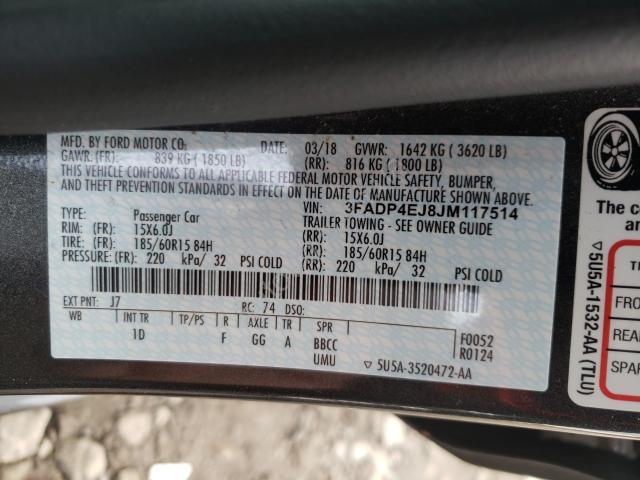 MFD. BY FORD MOTOR CO. DATE: 03/18 GVWR: 1642 KG ( 3620 LB)
GAWR: (FR): 839 KG ( 1850 LB) (RR): 816 KG ( 1800 LB)
THIS VEHICLE CONFORMS TO ALL APPLICABLE FEDERAL MOTOR VEHICLE SAFETY, BUMPER,
AND THEFT PREVENTION STANDARDS IN EFFECT ON THE DATE OF MANUFACTURE SHOWN ABOVE.
VIN: 3FADP4EJ8JM117514
TYPE: Passenger Car TRAILER TOWING - SEE OWNER GUIDE
RIM: (FR): 15X6.0J (RR): 15X6.0J
TIRE: (FR): 185/60R15 84H (RR): 185/60R15 84H
PRESSURE: (FR): 220 kPa/ 32 PSI COLD (RR): 220 kPa/ 32 PSI COLD
EXT PNT: J7 RC: 74 DSO:
WB INT TR TP/PS R AXLE TR SPR F0052
1D F GG A BBCC R0124
UMU ▽ 5U5A-3520472-AA
▽ 5U5A-1532-AA (TLU)
The co
an
FRO
REA
SPAR